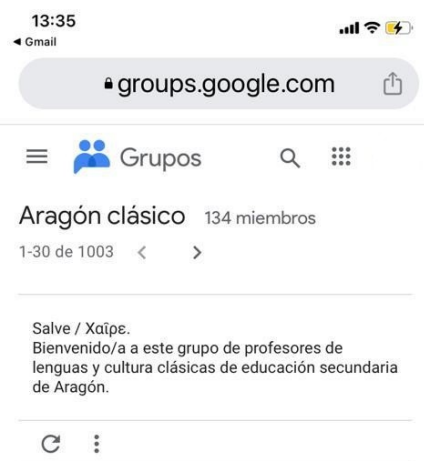 13:35
◀ Gmail
groups.google.com
Grupos
Aragón clásico 134 miembros
1-30 de 1003
Salve / Χαῖρε.
Bienvenido/a a este grupo de profesores de
lenguas y cultura clásicas de educación secundaria
de Aragón.